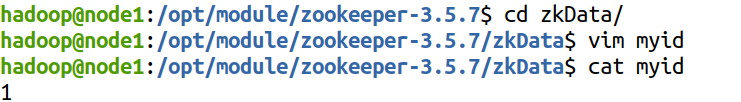 hadoop@node1:/opt/module/zookeeper-3.5.7$ cd zkData/
hadoop@node1:/opt/module/zookeeper-3.5.7/zkData$ vim myid
hadoop@node1:/opt/module/zookeeper-3.5.7/zkData$ cat myid
1